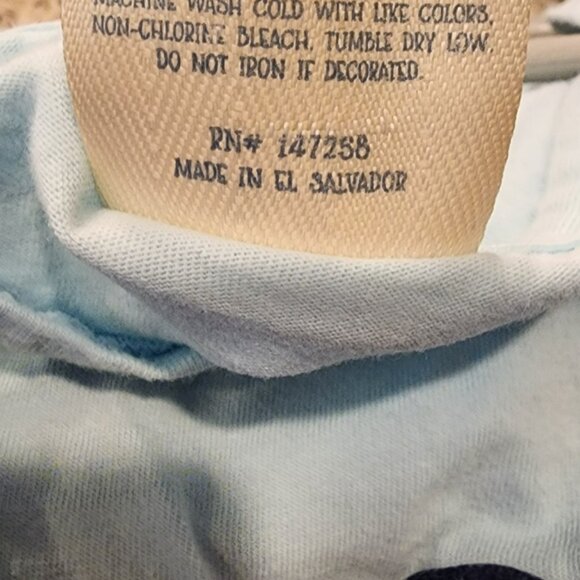 MACHINE WASH COLD WITH LIKE COLORS,
NON-CHLORINE BLEACH, TUMBLE DRY LOW,
DO NOT IRON IF DECORATED.
RN# 147258
MADE IN EL SALVADOR